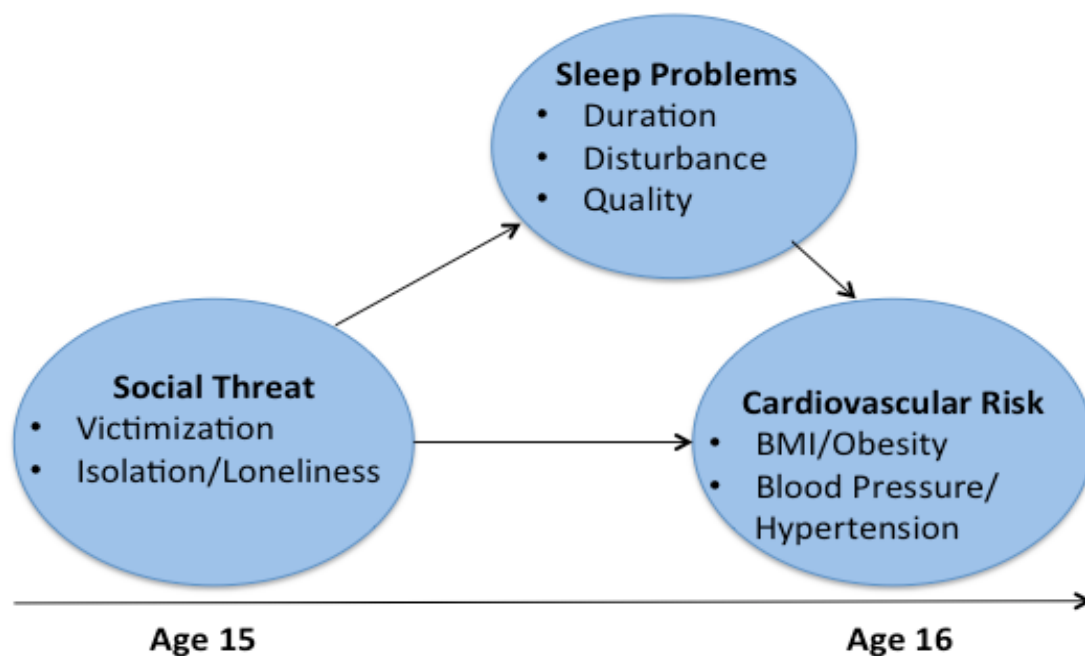 Sleep Problems
• Duration
• Disturbance
• Quality
Social Threat
• Victimization
• Isolation/Loneliness
Cardiovascular Risk
• BMI/Obesity
• Blood Pressure/
Hypertension
Age 15
Age 16